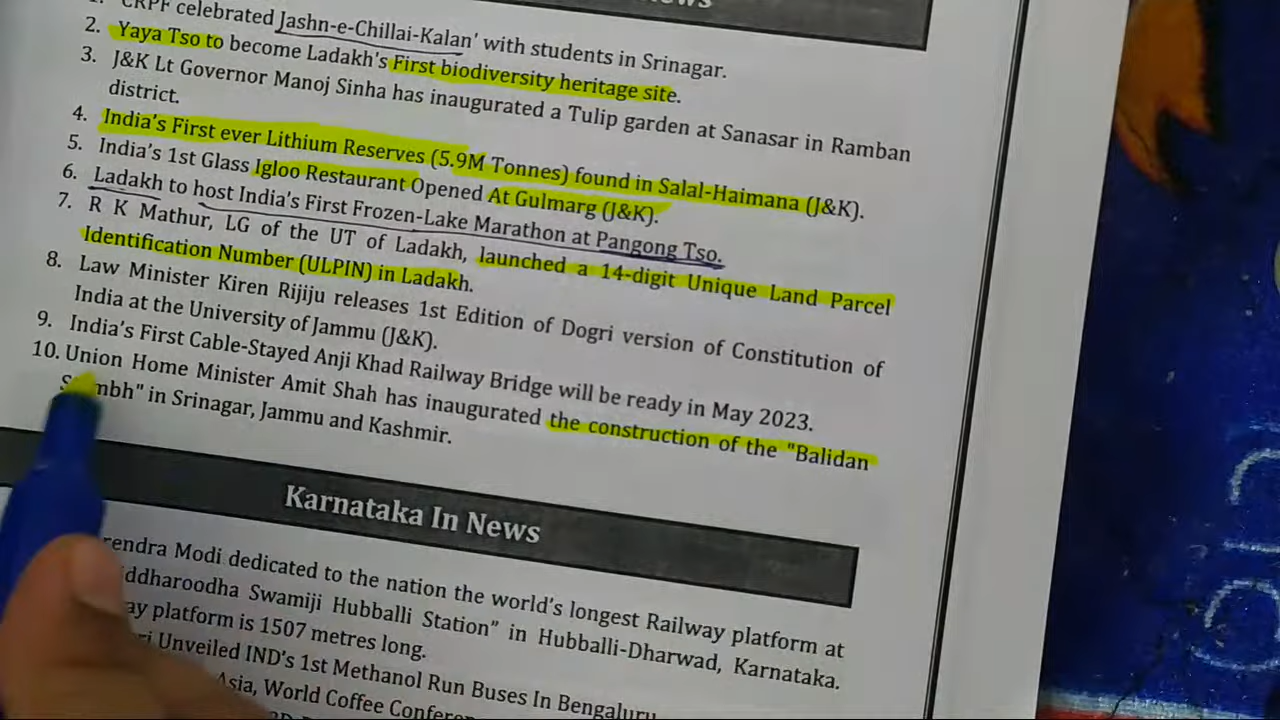 1. CRPF celebrated Jashn-e-Chillai-Kalan' with students in Srinagar.
2. Yaya Tso to become Ladakh's First biodiversity heritage site.
3. J&K Lt Governor Manoj Sinha has inaugurated a Tulip garden at Sanasar in Ramban
district.
4. India's First ever Lithium Reserves (5.9M Tonnes) found in Salal-Haimana (J&K).
5. India's 1st Glass Igloo Restaurant Opened At Gulmarg (J&K).
6. Ladakh to host India's First Frozen-Lake Marathon at Pangong Tso.
7. R K Mathur, LG of the UT of Ladakh, launched a 14-digit Unique Land Parcel
Identification Number (ULPIN) in Ladakh.
8. Law Minister Kiren Rijiju releases 1st Edition of Dogri version of Constitution of
India at the University of Jammu (J&K).
9. India's First Cable-Stayed Anji Khad Railway Bridge will be ready in May 2023.
10. Union Home Minister Amit Shah has inaugurated the construction of the "Balidan
in Srinagar, Jammu and Kashmir.
Karnataka In News
Modi dedicated to the nation the world's longest Railway platform at
Swamiji Hubballi Station" in Hubballi-Dharwad, Karnataka.
platform is 1507 metres long.
Unveiled IND's 1st Methanol Run Buses In Bengaluru
Asia, World Coffee